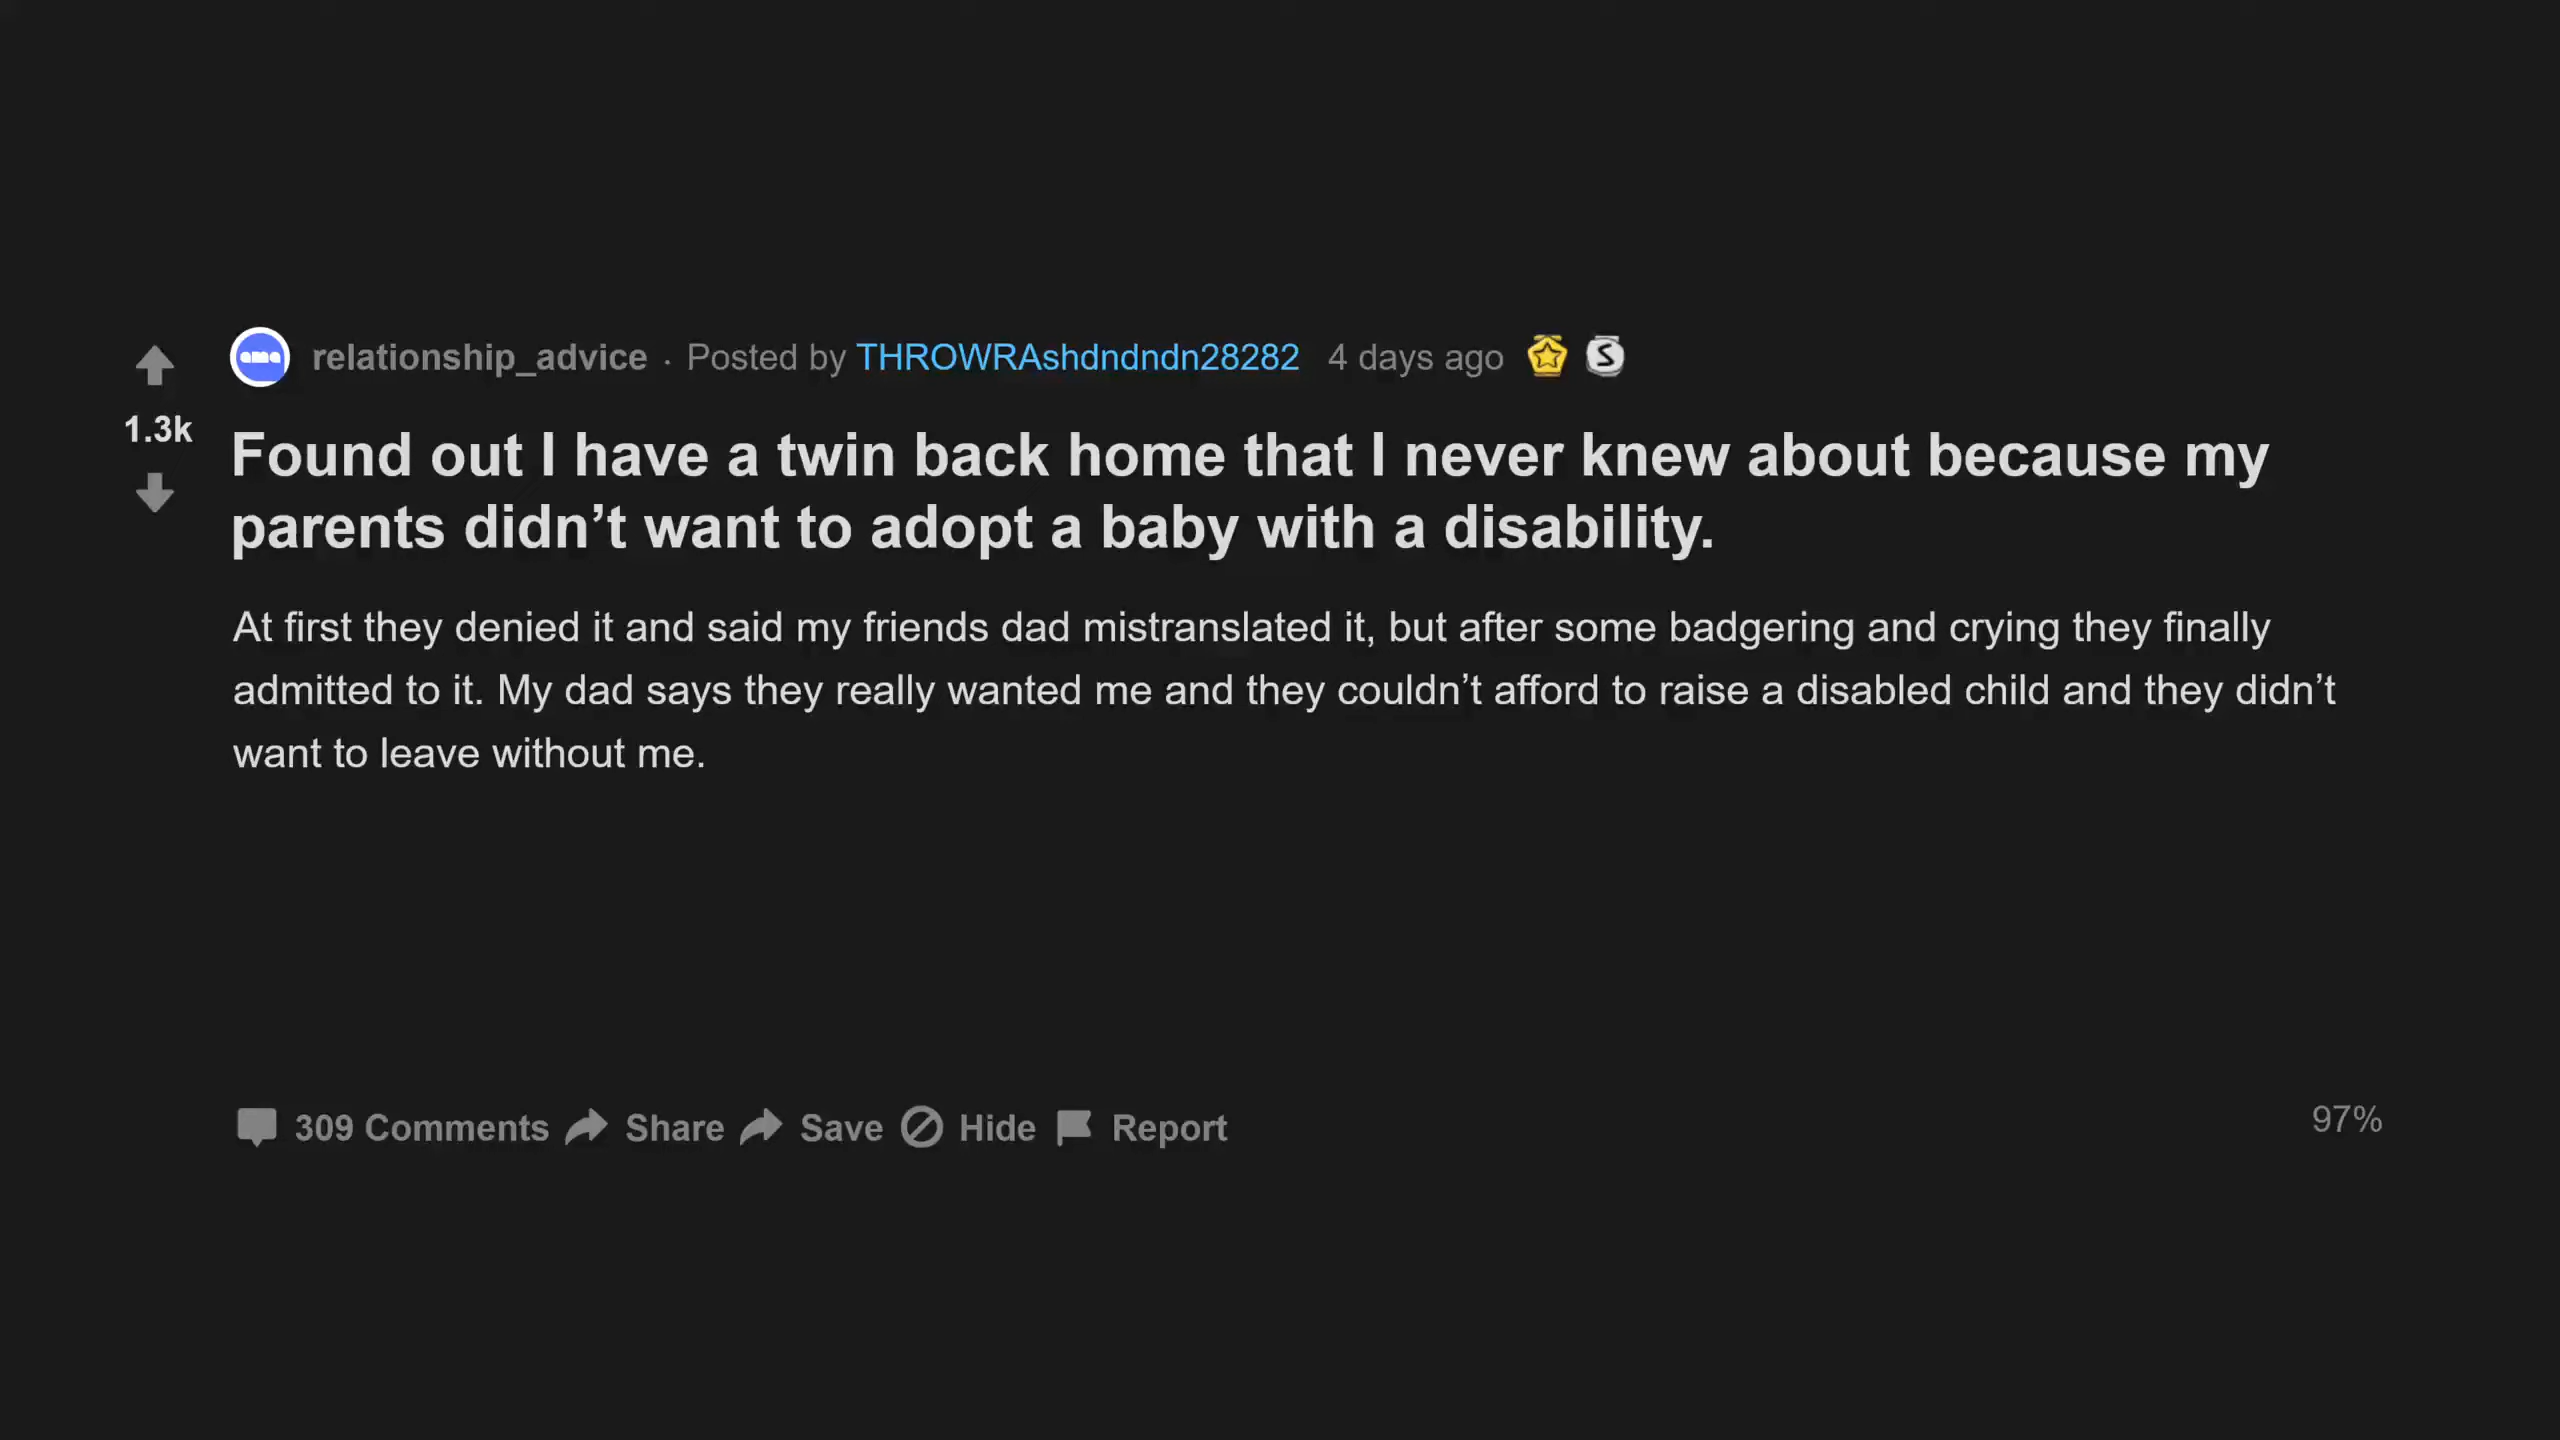 relationship_advice · Posted by THROWRAshdndndn28282 4 days ago
1.3k
Found out I have a twin back home that I never knew about because my
parents didn’t want to adopt a baby with a disability.
At first they denied it and said my friends dad mistranslated it, but after some badgering and crying they finally
admitted to it. My dad says they really wanted me and they couldn’t afford to raise a disabled child and they didn’t
want to leave without me.
309 Comments Share Save Hide Report
97%